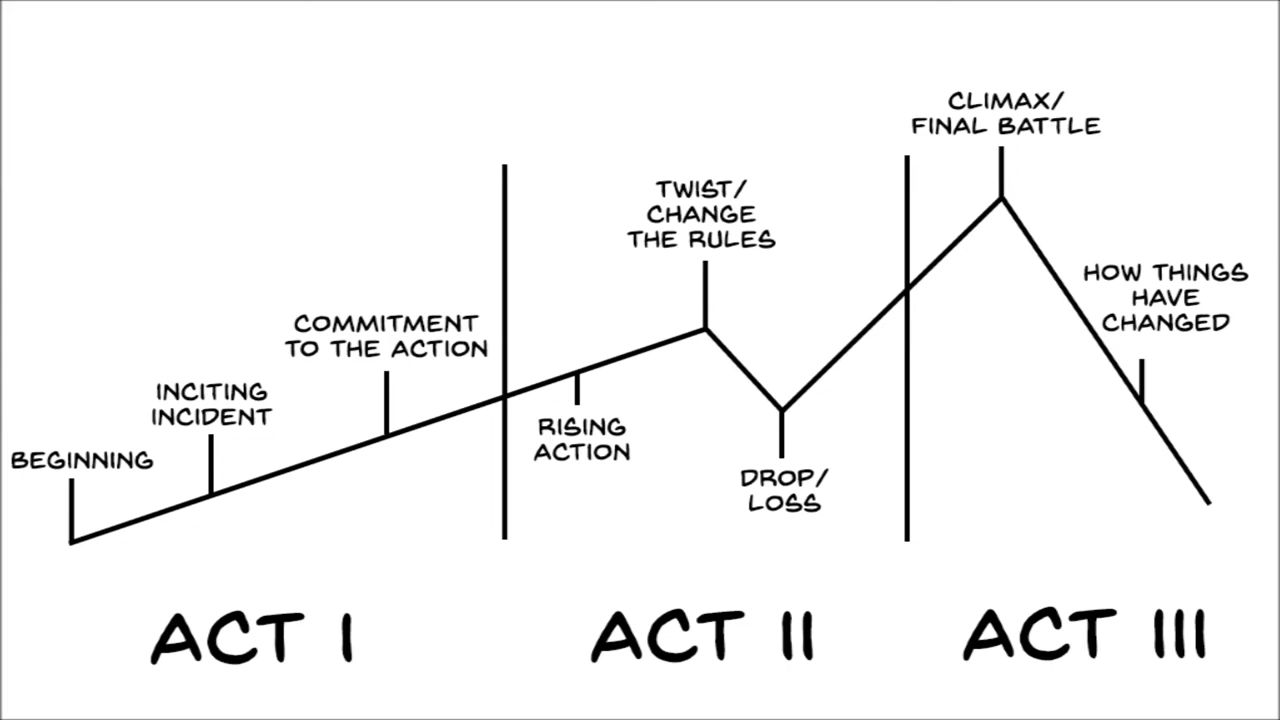 BEGINNING
INCITING
INCIDENT
COMMITMENT
TO THE ACTION
RISING
ACTION
TWIST/
CHANGE
THE RULES
DROP/
LOSS
CLIMAX/
FINAL BATTLE
HOW THINGS
HAVE
CHANGED
ACT I
ACT II
ACT III